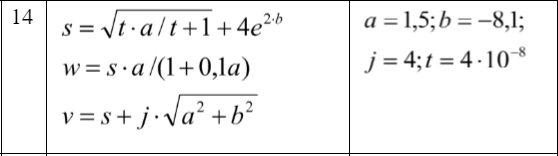 14
s = √(t · a / t + 1) + 4e^(2·b)
w = s · a /(1 + 0,1a)
v = s + j · √(a² + b²)
a = 1,5; b = −8,1;
j = 4; t = 4 · 10⁻⁸